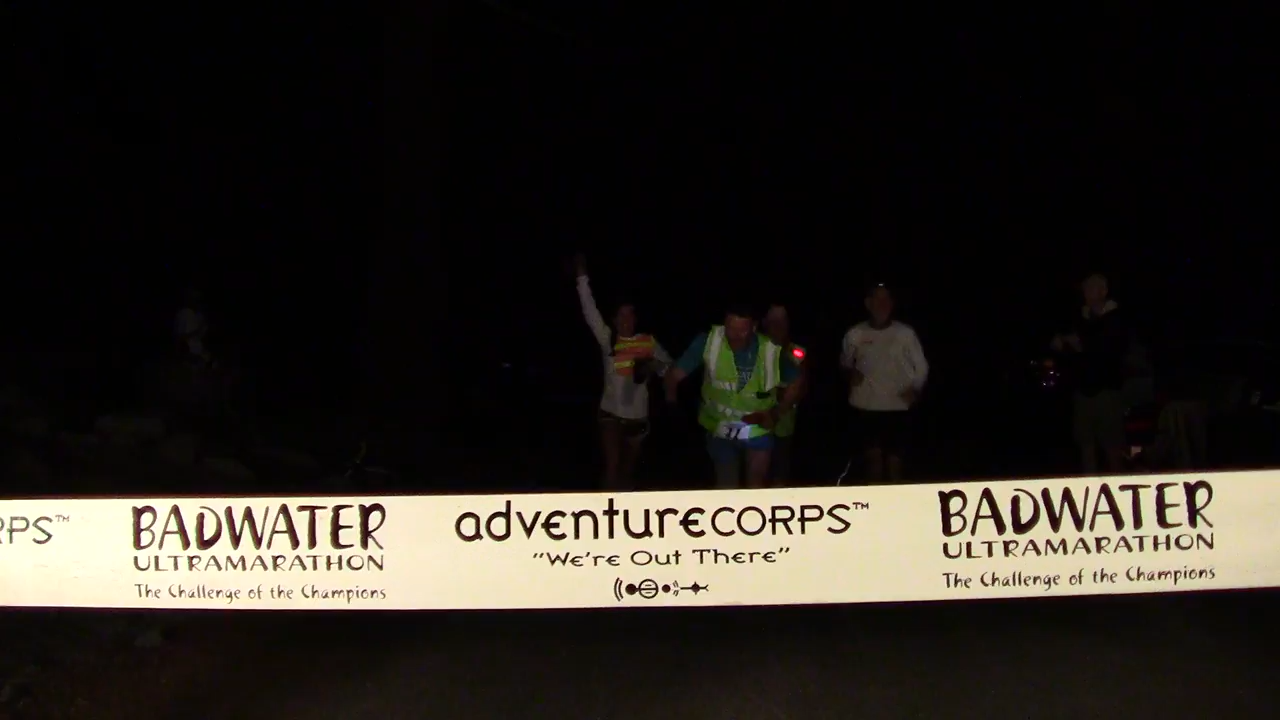 RPS™
BADWATER
ULTRAMARATHON
The Challenge of the Champions
adventureCORPS™
"We're Out There"
BADWATER
ULTRAMARATHON
The Challenge of the Champions